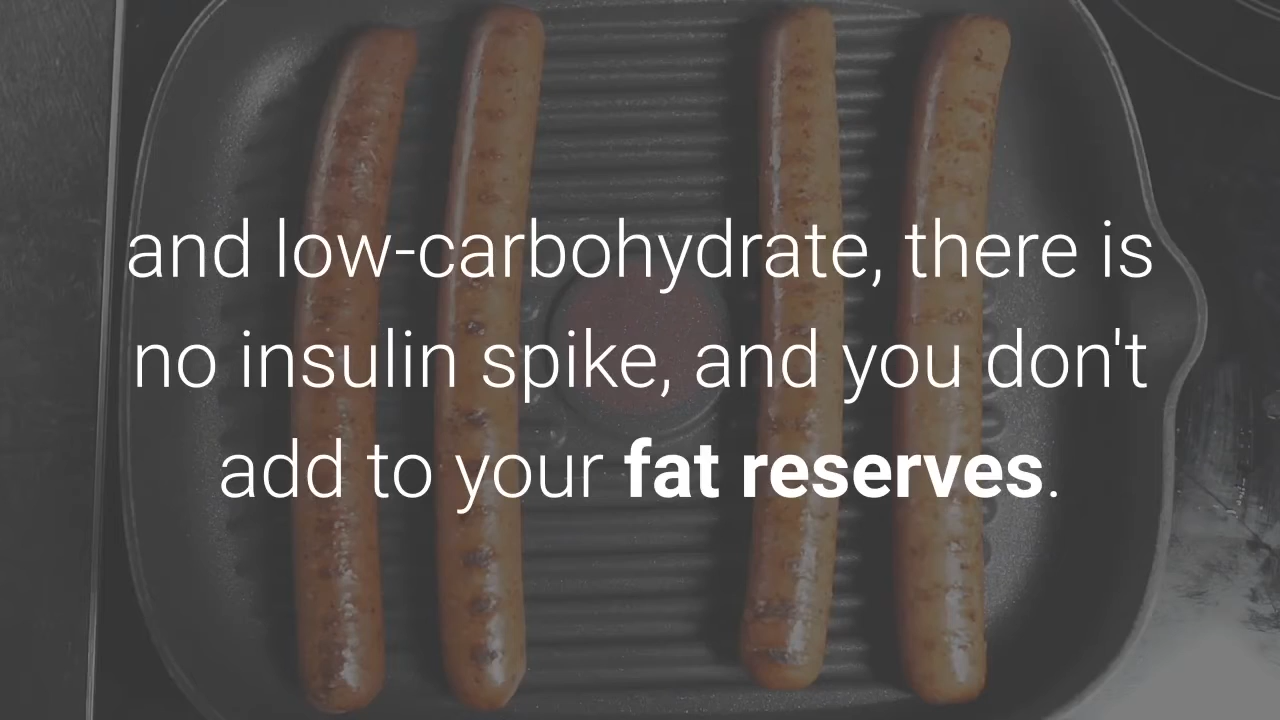 and low-carbohydrate, there is
no insulin spike, and you don't
add to your fat reserves.